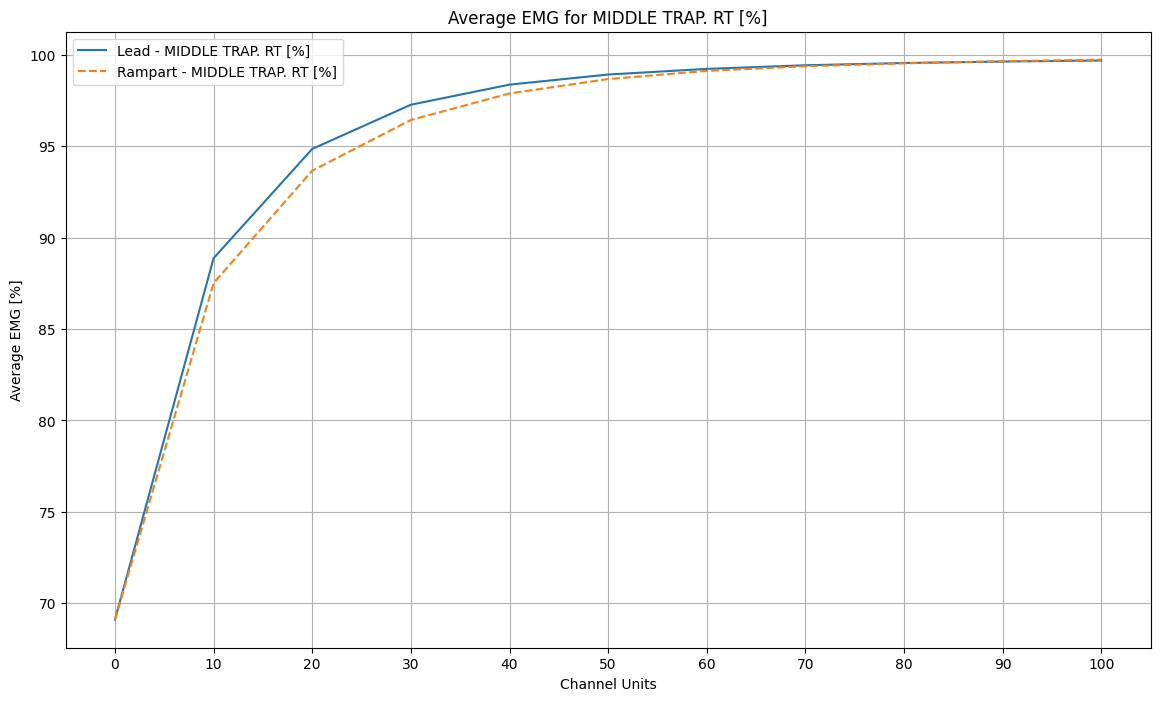 Average EMG for MIDDLE TRAP. RT [%]
Lead - MIDDLE TRAP. RT [%]
Rampart - MIDDLE TRAP. RT [%]
Average EMG [%]
100
95
90
85
80
75
70
0 10 20 30 40 50 60 70 80 90 100
Channel Units